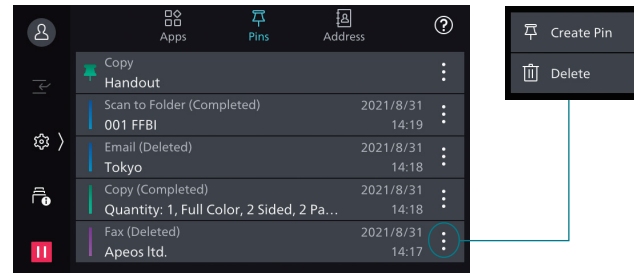 Apps
Pins
Address
?
Copy
Handout
Scan to Folder (Completed)
2021/8/31
001 FFBI
14:19
Email (Deleted)
2021/8/31
Tokyo
14:18
Copy (Completed)
2021/8/31
Quantity: 1, Full Color, 2 Sided, 2 Pa...
14:18
Fax (Deleted)
2021/8/31
Apeos ltd.
14:17
Create Pin
Delete